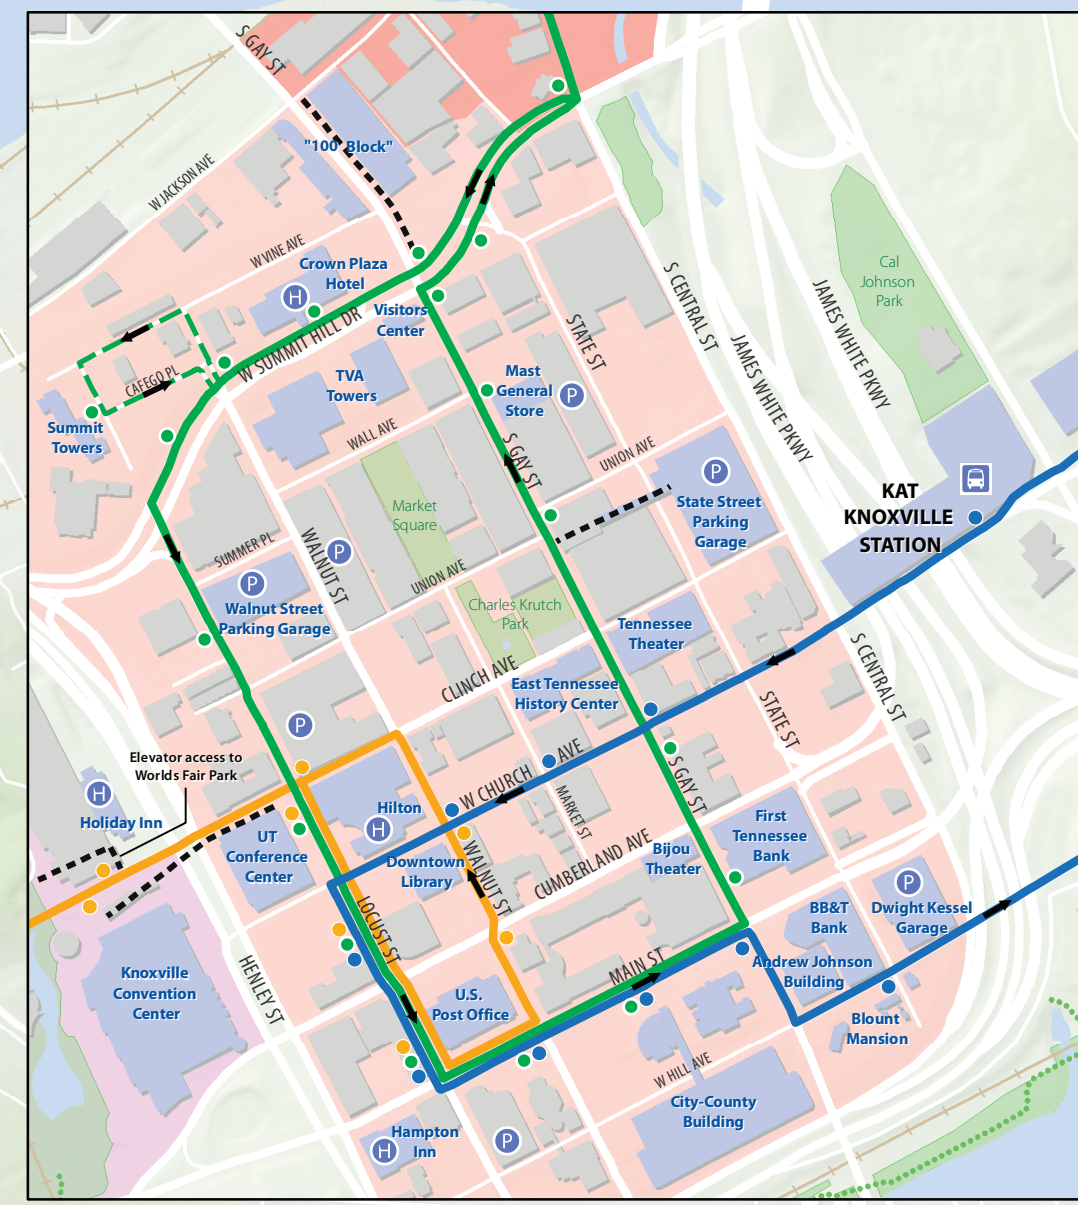 S GAY ST
"100 Block"
W JACKSON AVE
W VINE AVE
Crown Plaza
Hotel
H
Cal
Johnson
Park
S CENTRAL ST
JAMES WHITE PKWY
JAMES WHITE PKWY
Visitors
Center
W SUMMIT HILL DR
STATE ST
CAFEGO PL
TVA
Towers
Mast
General
Store
P
Summit
Towers
WALL AVE
S GAY ST
UNION AVE
P
State Street
Parking
Garage
KAT
KNOXVILLE
STATION
Market
Square
SUMMER PL
WALNUT ST
P
P
Walnut Street
Parking Garage
UNION AVE
Charles Krutch
Park
Tennessee
Theater
CLINCH AVE
East Tennessee
History Center
S CENTRAL ST
STATE ST
P
Elevator access to
Worlds Fair Park
H
Holiday Inn
Hilton
H
W CHURCH AVE
MARKET ST
S GAY ST
First
Tennessee
Bank
UT
Conference
Center
Downtown
Library
WALNUT ST
CUMBERLAND AVE
Bijou
Theater
P
Dwight Kessel
Garage
BB&T
Bank
LOCUST ST
Andrew Johnson
Building
Knoxville
Convention
Center
HENLEY ST
MAIN ST
U.S.
Post Office
Blount
Mansion
W HILL AVE
City-County
Building
Hampton
Inn
H
P